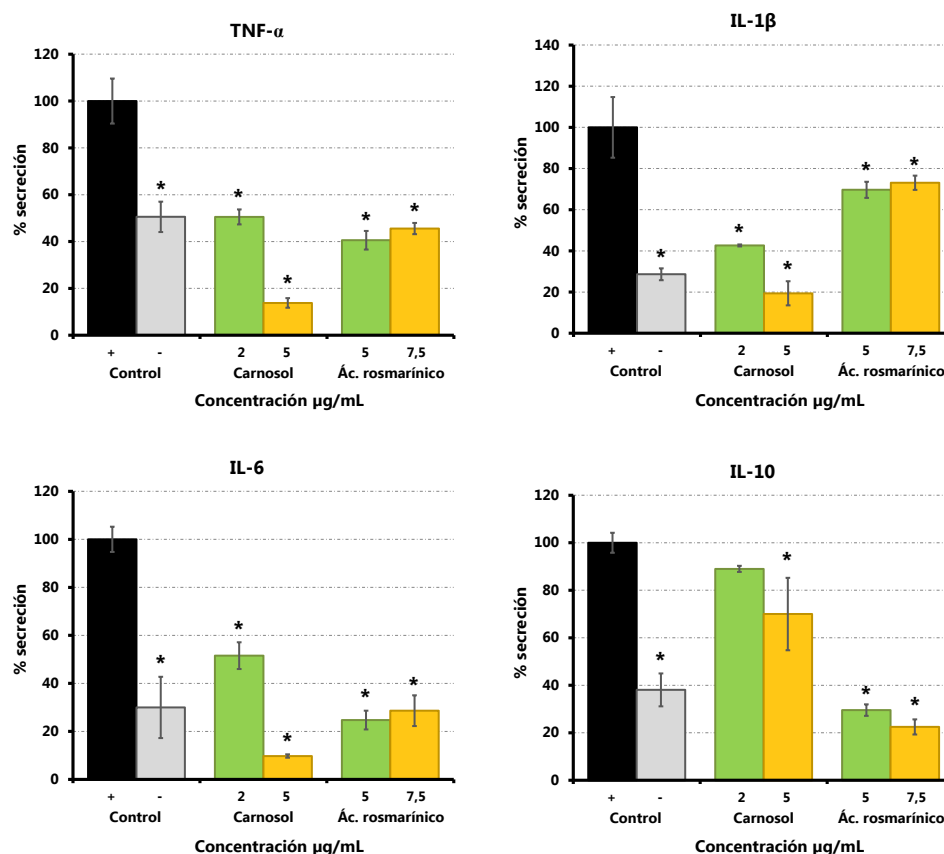 TNF-α
% secreción
120
100
80
60
40
20
0
*
*
*
*
*
+ - 2 5 5 7,5
Control Carnosol Ác. rosmarínico
Concentración µg/mL
IL-1β
% secreción
140
120
100
80
60
40
20
0
*
*
*
*
*
+ - 2 5 5 7,5
Control Carnosol Ác. rosmarínico
Concentración µg/mL
IL-6
% secreción
120
100
80
60
40
20
0
*
*
*
*
*
+ - 2 5 5 7,5
Control Carnosol Ác. rosmarínico
Concentración µg/mL
IL-10
% secreción
120
100
80
60
40
20
0
*
*
*
*
+ - 2 5 5 7,5
Control Carnosol Ác. rosmarínico
Concentración µg/mL